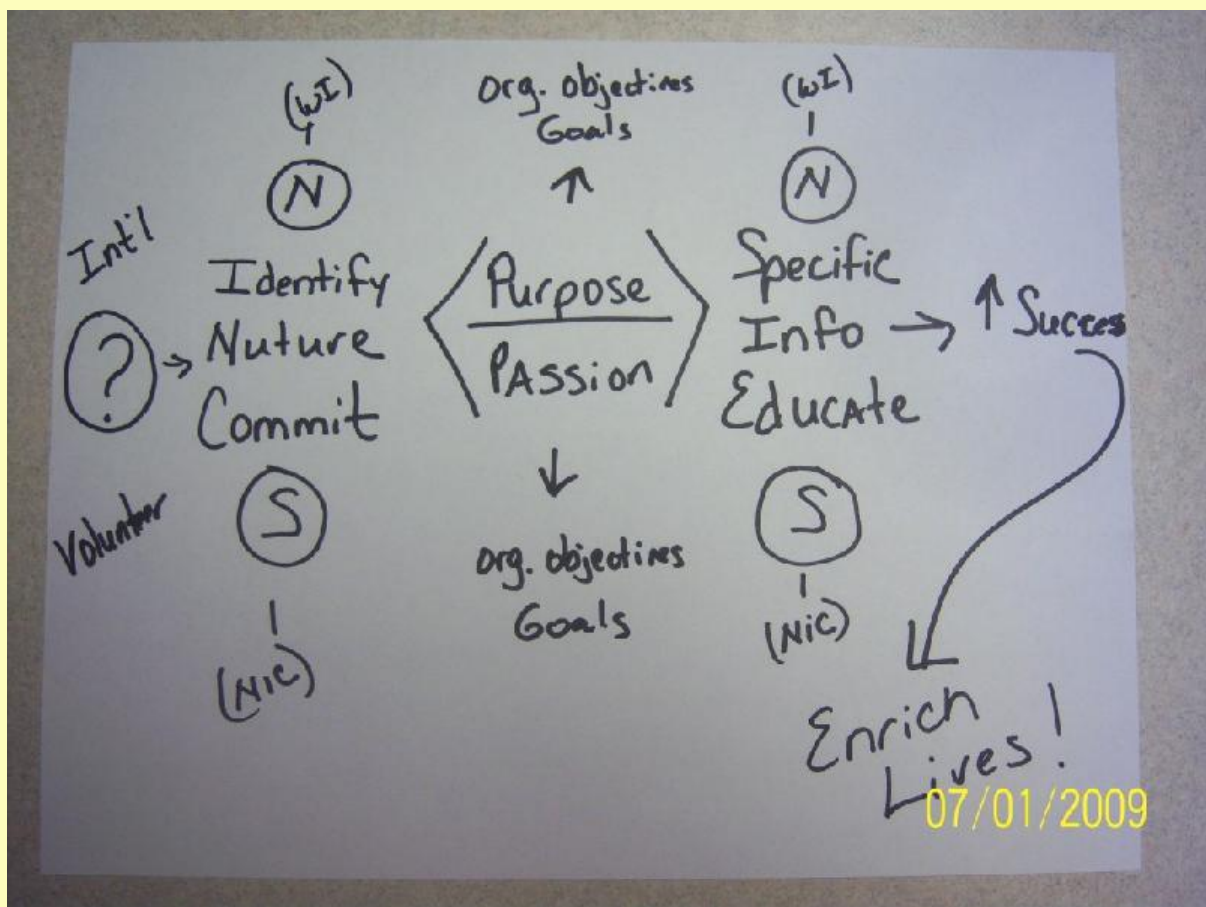 (WI)
N
Int'l
?
Identify
Nuture
Commit
Volunteer
S
(NIC)
Org. Objectives
Goals
Purpose
PAssion
Org. objectives
Goals
(WI)
N
Specific
Info
EducAte
S
(NIC)
Success
Enrich
Lives!
07/01/2009